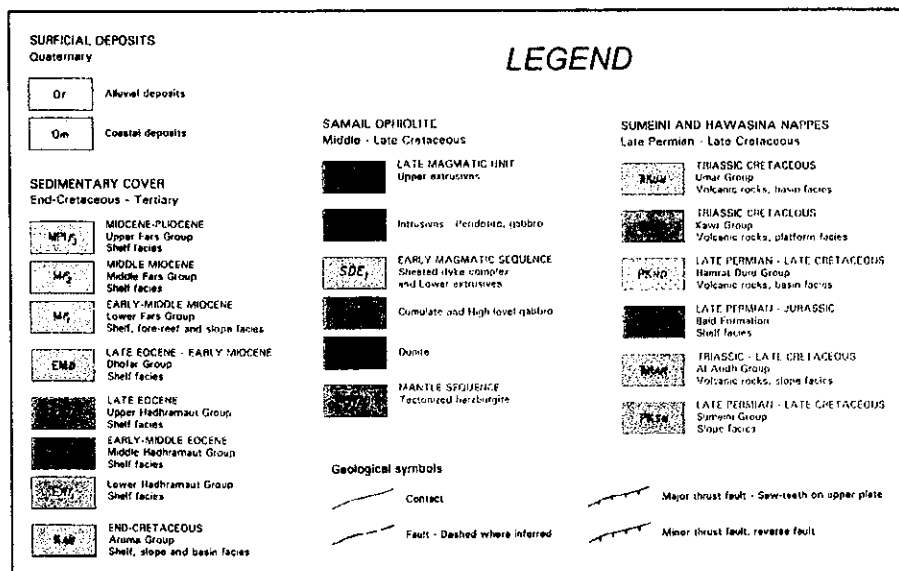 LEGEND
SURFICIAL DEPOSITS
Quaternary
Qr
Alluvial deposits
Qm
Coastal deposits
SEDIMENTARY COVER
End-Cretaceous - Tertiary
MIOCENE-PLIOCENE
Upper Fars Group
Shelf facies
MIDDLE MIOCENE
Middle Fars Group
Shelf facies
EARLY-MIDDLE MIOCENE
Lower Fars Group
Shelf, fore-reef and slope facies
LATE EOCENE - EARLY MIOCENE
Dhofar Group
Shelf facies
LATE EOCENE
Upper Hadhramaut Group
Shelf facies
EARLY-MIDDLE EOCENE
Middle Hadhramaut Group
Shelf facies
Lower Hadhramaut Group
Shelf facies
END-CRETACEOUS
Aruma Group
Shelf, slope and basin facies
SAMAIL OPHIOLITE
Middle - Late Cretaceous
LATE MAGMATIC UNIT
Upper extrusives
Intrusives - Peridotite, gabbro
SDE1
EARLY MAGMATIC SEQUENCE
Sheeted dyke complex
and Lower extrusives
Cumulate and High level gabbro
Dunite
MANTLE SEQUENCE
Tectonized harzburgite
SUMEINI AND HAWASINA NAPPES
Late Permian - Late Cretaceous
TRIASSIC CRETACEOUS
Umar Group
Volcanic rocks, basin facies
TRIASSIC CRETACEOUS
Kawr Group
Volcanic rocks, platform facies
LATE PERMIAN - LATE CRETACEOUS
Hamrat Duru Group
Volcanic rocks, basin facies
LATE PERMIAN - JURASSIC
Baid Formation
Shelf facies
TRIASSIC - LATE CRETACEOUS
Al Aridh Group
Volcanic rocks, slope facies
LATE PERMIAN - LATE CRETACEOUS
Sumeini Group
Slope facies
Geological symbols
Contact
Fault - Dashed where inferred
Major thrust fault - Saw-teeth on upper plate
Minor thrust fault, reverse fault